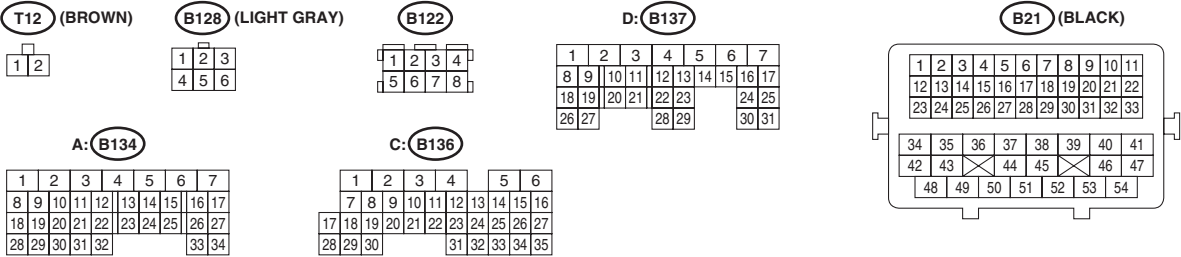 T12 (BROWN)
1 2
B128 (LIGHT GRAY)
1 2 3
4 5 6
B122
1 2 3 4
5 6 7 8
D: B137
1 2 3 4 5 6 7
8 9 10 11 12 13 14 15 16 17
18 19 20 21 22 23 24 25
26 27 28 29 30 31
B21 (BLACK)
1 2 3 4 5 6 7 8 9 10 11
12 13 14 15 16 17 18 19 20 21 22
23 24 25 26 27 28 29 30 31 32 33
34 35 36 37 38 39 40 41
42 43 44 45 46 47
48 49 50 51 52 53 54
A: B134
1 2 3 4 5 6 7
8 9 10 11 12 13 14 15 16 17
18 19 20 21 22 23 24 25 26 27
28 29 30 31 32 33 34
C: B136
1 2 3 4 5 6
7 8 9 10 11 12 13 14 15 16
17 18 19 20 21 22 23 24 25 26 27
28 29 30 31 32 33 34 35